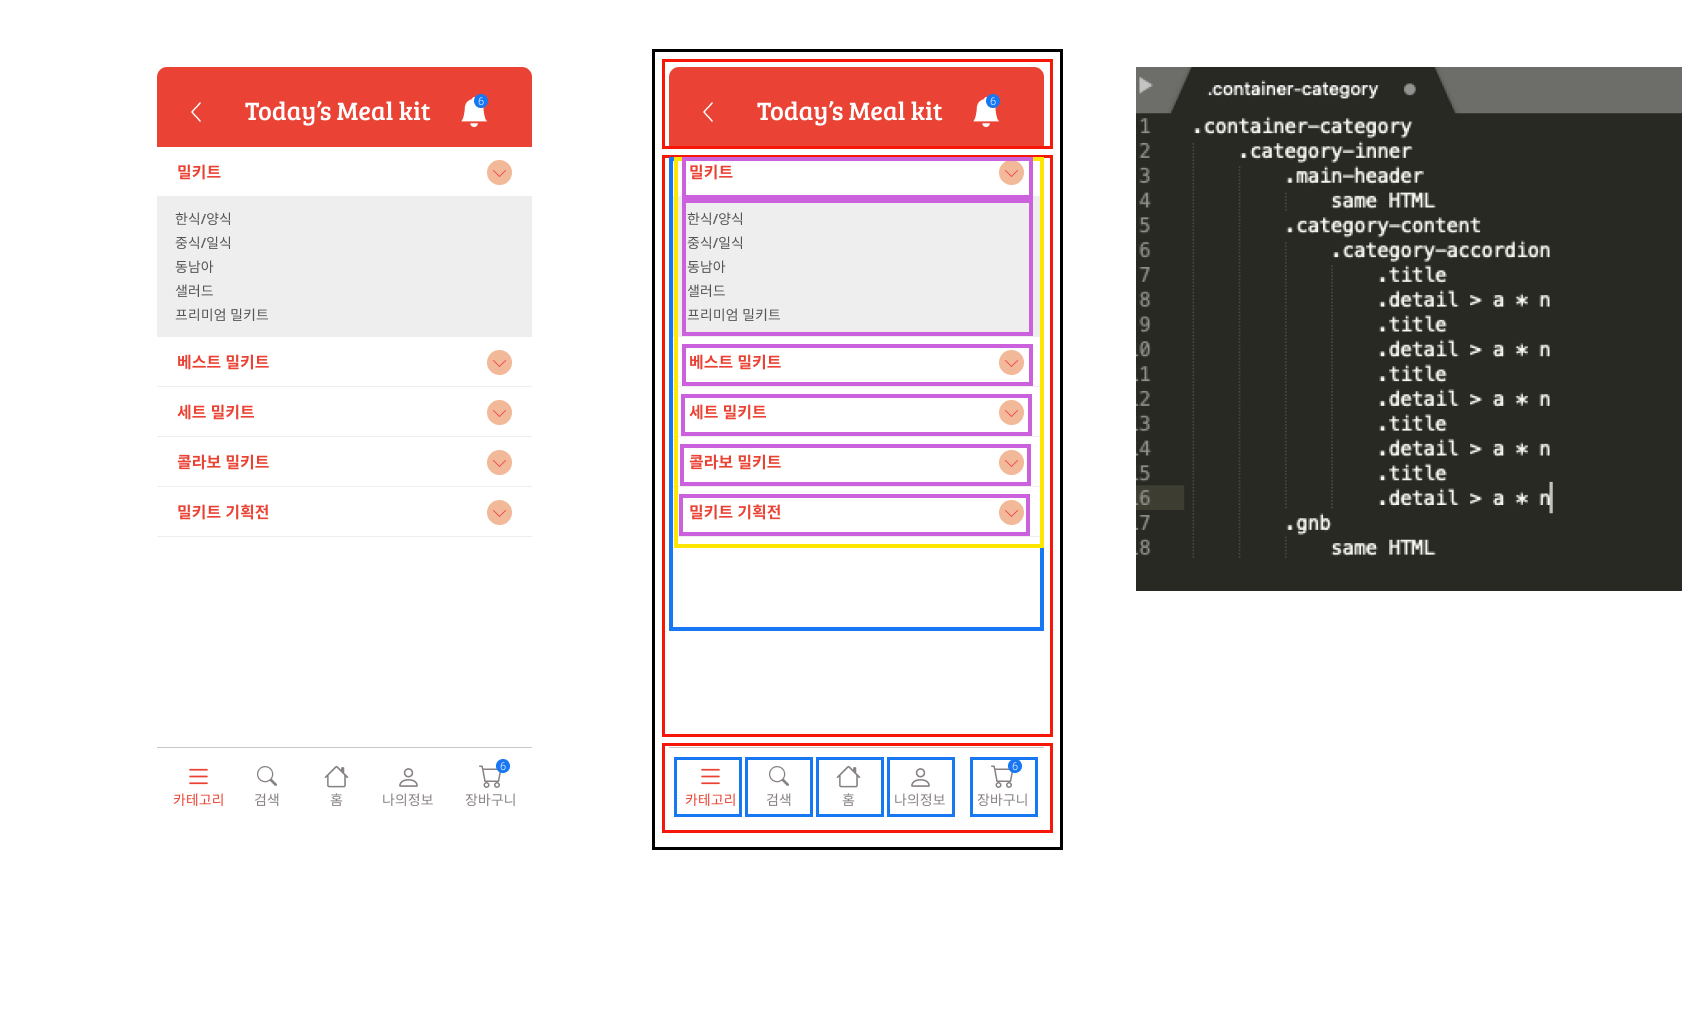 Today's Meal kit
6
밀키트
한식/양식
중식/일식
동남아
샐러드
프리미엄 밀키트
베스트 밀키트
세트 밀키트
콜라보 밀키트
밀키트 기획전
6
카테고리 검색 홈 나의정보 장바구니
Today's Meal kit
6
밀키트
한식/양식
중식/일식
동남아
샐러드
프리미엄 밀키트
베스트 밀키트
세트 밀키트
콜라보 밀키트
밀키트 기획전
6
카테고리 검색 홈 나의정보 장바구니
.container-category
1 .container-category
2 .category-inner
3 .main-header
4 same HTML
5 .category-content
6 .category-accordion
7 .title
8 .detail > a * n
9 .title
.0 .detail > a * n
.1 .title
.2 .detail > a * n
.3 .title
.4 .detail > a * n
.5 .title
.6 .detail > a * n
.7 .gnb
.8 same HTML